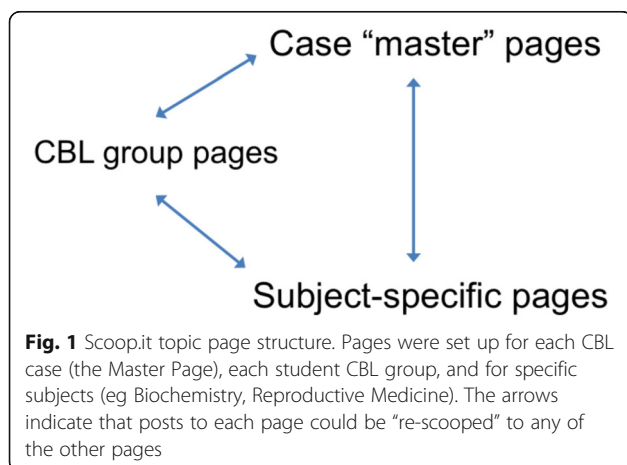 Case “master” pages
CBL group pages
Subject-specific pages
Fig. 1 Scoop.it topic page structure. Pages were set up for each CBL
case (the Master Page), each student CBL group, and for specific
subjects (eg Biochemistry, Reproductive Medicine). The arrows
indicate that posts to each page could be “re-scooped” to any of
the other pages